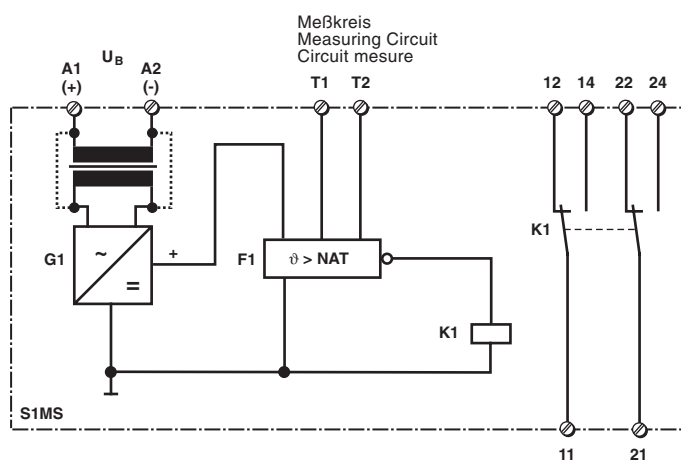 Meßkreis
Measuring Circuit
Circuit mesure
A1 U_B A2
(+) (-)
T1 T2
12 14 22 24
G1 ~ =
+
F1 ϑ > NAT
K1
K1
S1MS
11 21